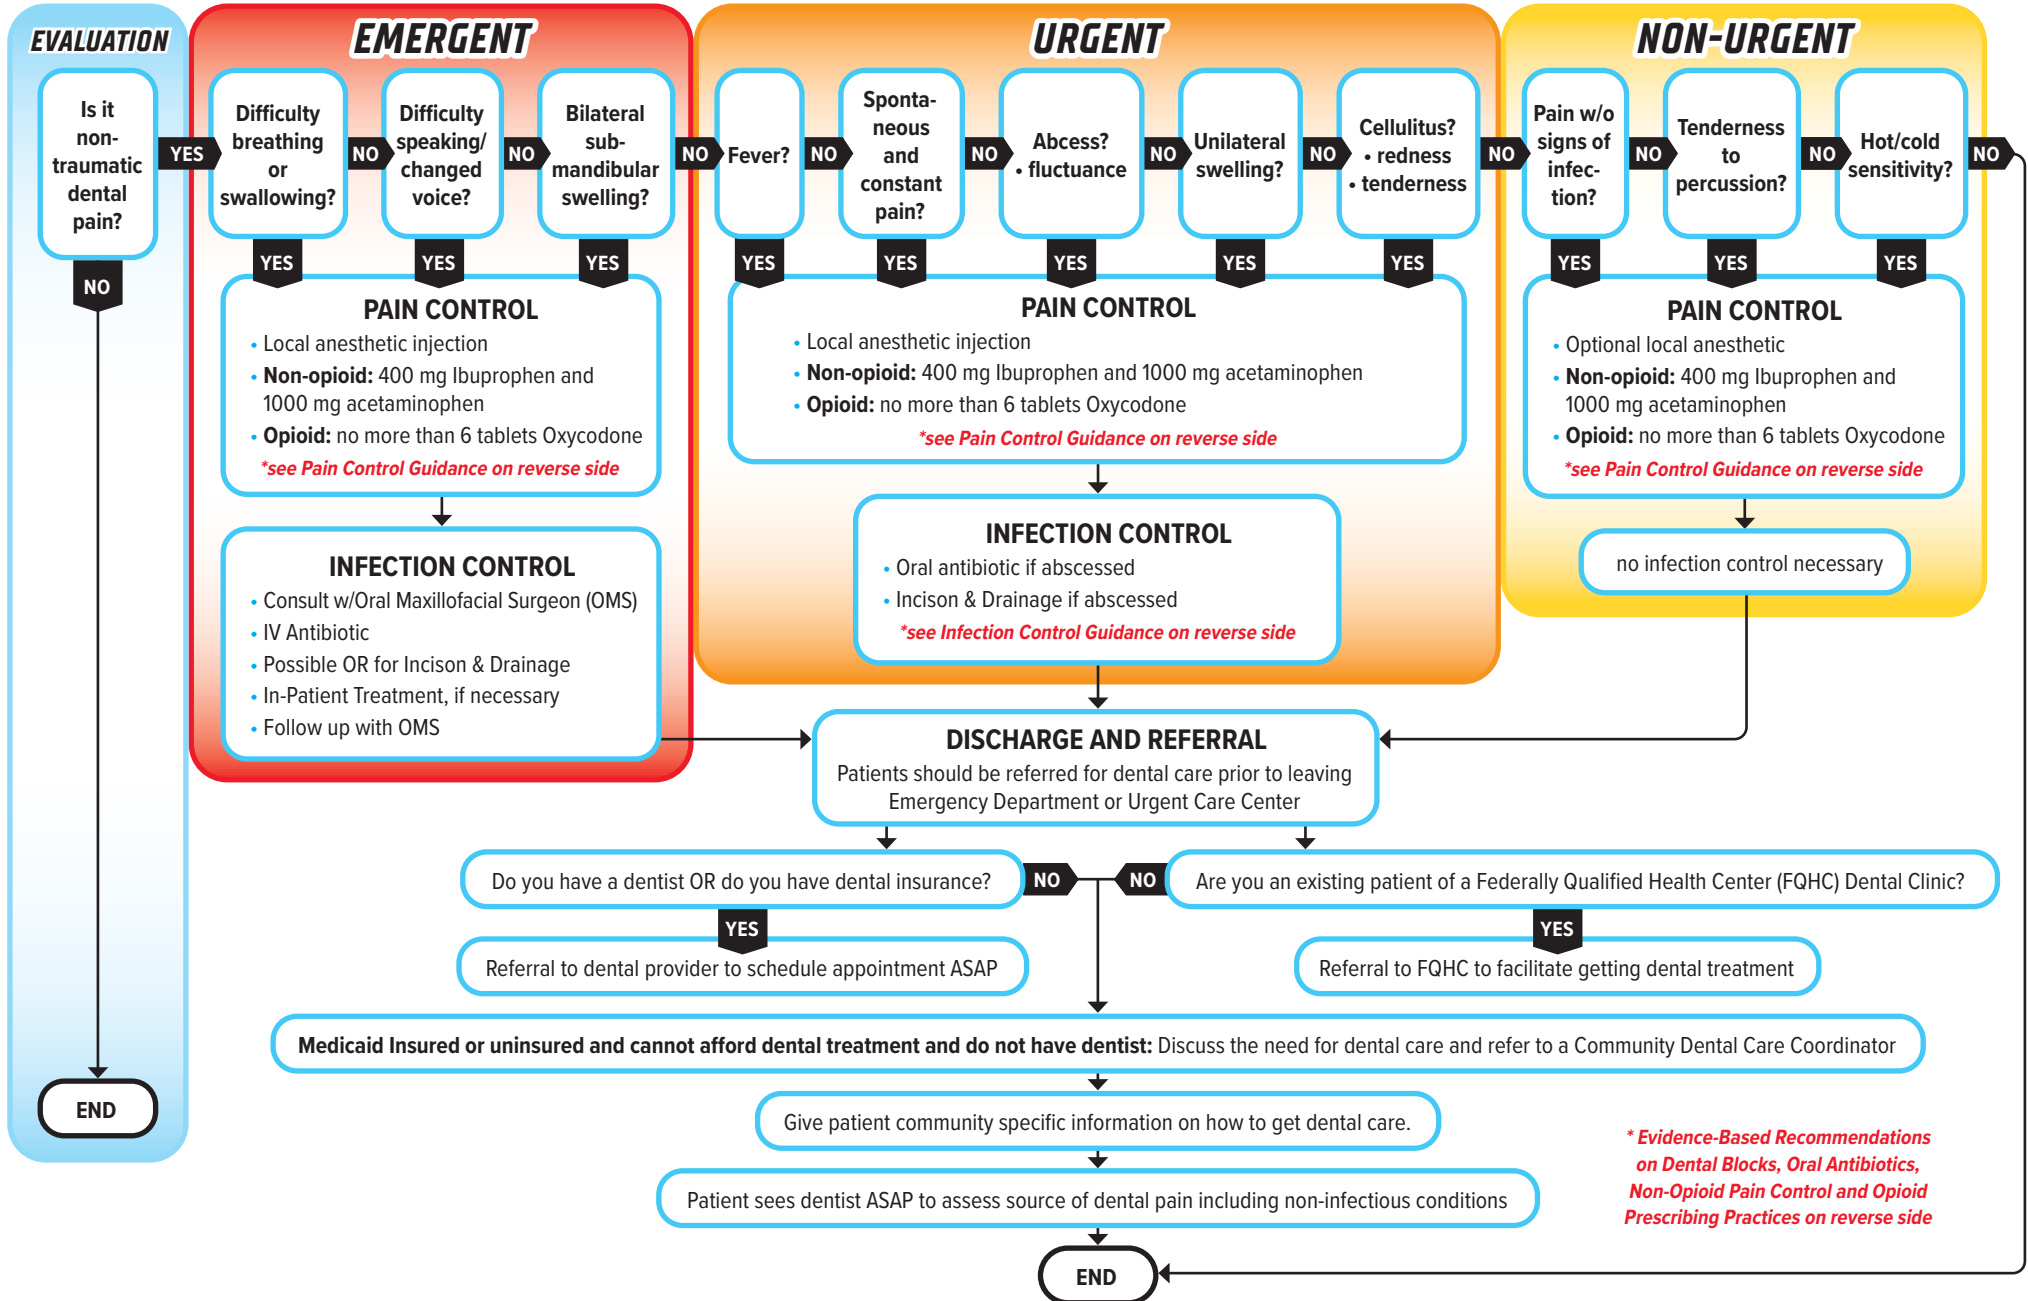 EVALUATION
Is it
non-
traumatic
dental
pain?
YES
NO
END
EMERGENT
Difficulty
breathing
or
swallowing?
NO
Difficulty
speaking/
changed
voice?
NO
Bilateral
sub-
mandibular
swelling?
NO
YES
YES
YES
PAIN CONTROL
• Local anesthetic injection
• Non-opioid: 400 mg Ibuprophen and
1000 mg acetaminophen
• Opioid: no more than 6 tablets Oxycodone
*see Pain Control Guidance on reverse side
INFECTION CONTROL
• Consult w/Oral Maxillofacial Surgeon (OMS)
• IV Antibiotic
• Possible OR for Incison & Drainage
• In-Patient Treatment, if necessary
• Follow up with OMS
URGENT
Fever?
NO
Sponta-
neous
and
constant
pain?
NO
Abcess?
• fluctuance
NO
Unilateral
swelling?
NO
Cellulitus?
• redness
• tenderness
NO
YES
YES
YES
YES
YES
PAIN CONTROL
• Local anesthetic injection
• Non-opioid: 400 mg Ibuprophen and 1000 mg acetaminophen
• Opioid: no more than 6 tablets Oxycodone
*see Pain Control Guidance on reverse side
INFECTION CONTROL
• Oral antibiotic if abscessed
• Incison & Drainage if abscessed
*see Infection Control Guidance on reverse side
NON-URGENT
Pain w/o
signs of
infec-
tion?
NO
Tenderness
to
percussion?
NO
Hot/cold
sensitivity?
NO
YES
YES
YES
PAIN CONTROL
• Optional local anesthetic
• Non-opioid: 400 mg Ibuprophen and
1000 mg acetaminophen
• Opioid: no more than 6 tablets Oxycodone
*see Pain Control Guidance on reverse side
no infection control necessary
DISCHARGE AND REFERRAL
Patients should be referred for dental care prior to leaving
Emergency Department or Urgent Care Center
Do you have a dentist OR do you have dental insurance?
NO
NO
Are you an existing patient of a Federally Qualified Health Center (FQHC) Dental Clinic?
YES
YES
Referral to dental provider to schedule appointment ASAP
Referral to FQHC to facilitate getting dental treatment
Medicaid Insured or uninsured and cannot afford dental treatment and do not have dentist: Discuss the need for dental care and refer to a Community Dental Care Coordinator
Give patient community specific information on how to get dental care.
Patient sees dentist ASAP to assess source of dental pain including non-infectious conditions
END
* Evidence-Based Recommendations
on Dental Blocks, Oral Antibiotics,
Non-Opioid Pain Control and Opioid
Prescribing Practices on reverse side